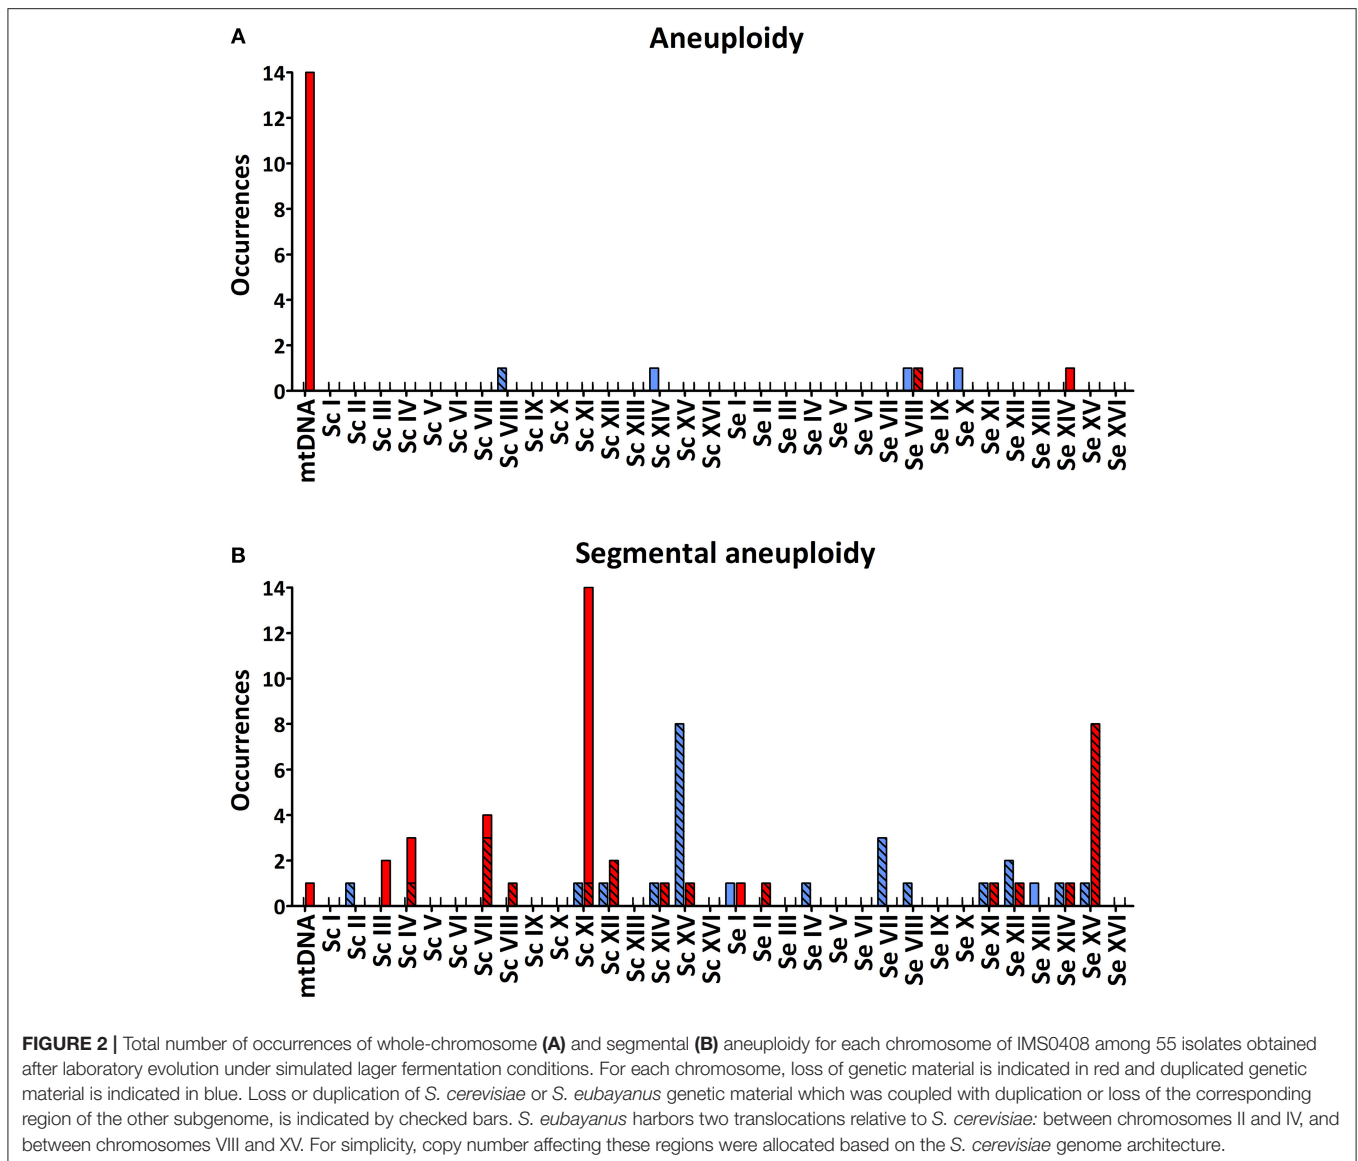 A
Aneuploidy
Occurrences
14
12
10
8
6
4
2
0
mtDNA
Sc I
Sc II
Sc III
Sc IV
Sc V
Sc VI
Sc VII
Sc VIII
Sc IX
Sc X
Sc XI
Sc XII
Sc XIII
Sc XIV
Sc XV
Sc XVI
Se I
Se II
Se III
Se IV
Se V
Se VI
Se VII
Se VIII
Se IX
Se X
Se XI
Se XII
Se XIII
Se XIV
Se XV
Se XVI
B
Segmental aneuploidy
Occurrences
14
12
10
8
6
4
2
0
mtDNA
Sc I
Sc II
Sc III
Sc IV
Sc V
Sc VI
Sc VII
Sc VIII
Sc IX
Sc X
Sc XI
Sc XII
Sc XIII
Sc XIV
Sc XV
Sc XVI
Se I
Se II
Se III
Se IV
Se V
Se VI
Se VII
Se VIII
Se IX
Se X
Se XI
Se XII
Se XIII
Se XIV
Se XV
Se XVI
FIGURE 2 | Total number of occurrences of whole-chromosome (A) and segmental (B) aneuploidy for each chromosome of IMS0408 among 55 isolates obtained
after laboratory evolution under simulated lager fermentation conditions. For each chromosome, loss of genetic material is indicated in red and duplicated genetic
material is indicated in blue. Loss or duplication of S. cerevisiae or S. eubayanus genetic material which was coupled with duplication or loss of the corresponding
region of the other subgenome, is indicated by checked bars. S. eubayanus harbors two translocations relative to S. cerevisiae: between chromosomes II and IV, and
between chromosomes VIII and XV. For simplicity, copy number affecting these regions were allocated based on the S. cerevisiae genome architecture.